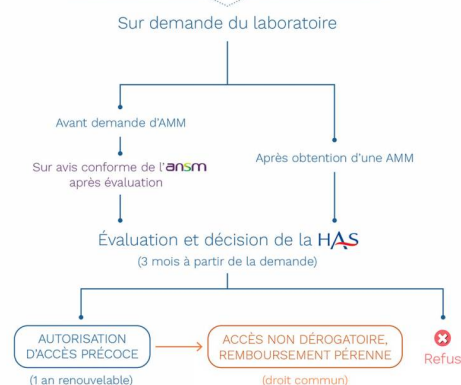 Sur demande du laboratoire
Avant demande d'AMM
Sur avis conforme de l'ansm
après évaluation
Après obtention d'une AMM
Évaluation et décision de la HAS
(3 mois à partir de la demande)
AUTORISATION
D'ACCÈS PRÉCOCE
(1 an renouvelable)
ACCÈS NON DÉROGATOIRE,
REMBOURSEMENT PÉRENNE
(droit commun)
Refus